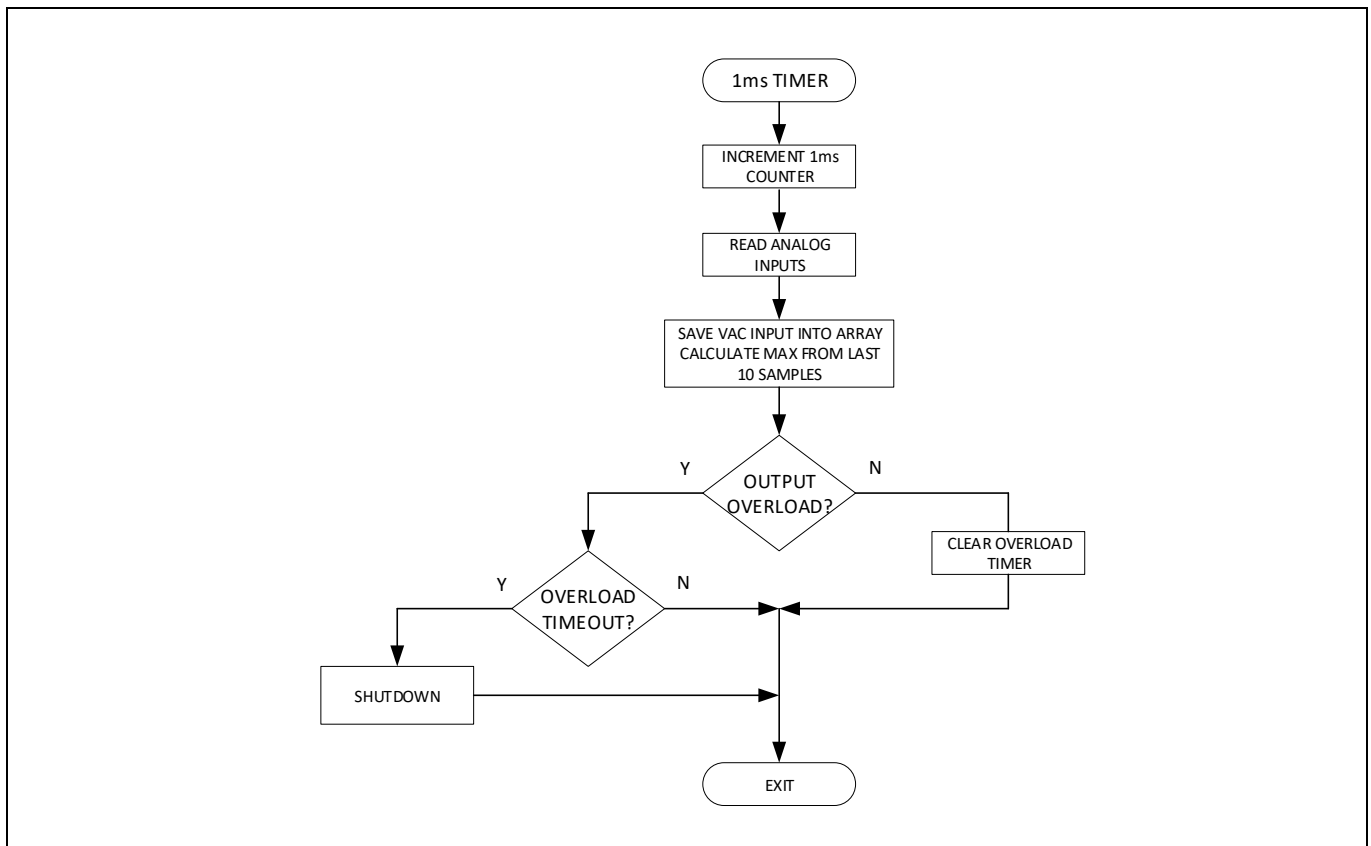 1ms TIMER
INCREMENT 1ms
COUNTER
READ ANALOG
INPUTS
SAVE VAC INPUT INTO ARRAY
CALCULATE MAX FROM LAST
10 SAMPLES
Y
N
OUTPUT
OVERLOAD?
CLEAR OVERLOAD
TIMER
Y
N
OVERLOAD
TIMEOUT?
SHUTDOWN
EXIT